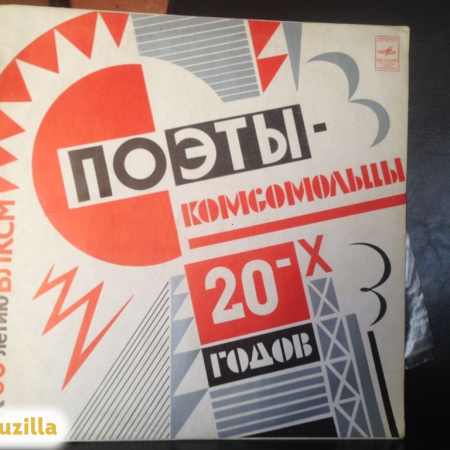 ПОЭТЫ-
КОМСОМОЛЬЦЫ
20-Х
ГОДОВ
летию ВЛКСМ
uzilla